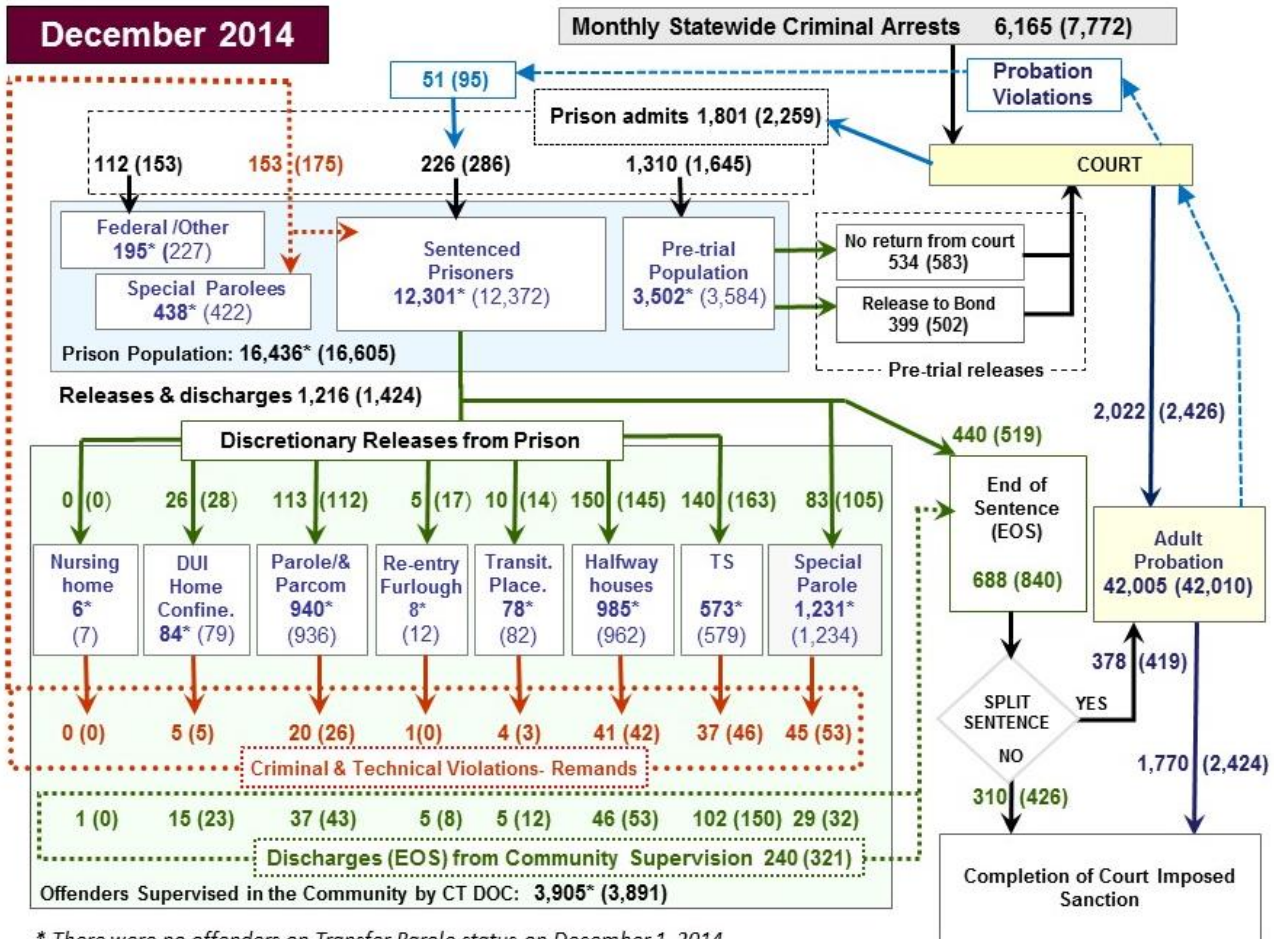 December 2014
Monthly Statewide Criminal Arrests 6,165 (7,772)
51 (95)
Probation
Violations
Prison admits 1,801 (2,259)
COURT
112 (153)
153 (175)
226 (286)
1,310 (1,645)
Federal /Other
195* (227)
Special Parolees
438* (422)
Sentenced
Prisoners
12,301* (12,372)
Pre-trial
Population
3,502* (3,584)
No return from court
534 (583)
Release to Bond
399 (502)
Pre-trial releases
Prison Population: 16,436* (16,605)
Releases & discharges 1,216 (1,424)
2,022 (2,426)
Discretionary Releases from Prison
440 (519)
0 (0)
26 (28)
113 (112)
5 (17)
10 (14)
150 (145)
140 (163)
83 (105)
Nursing
home
6*
(7)
DUI
Home
Confine.
84* (79)
Parole/&
Parcom
940*
(936)
Re-entry
Furlough
8*
(12)
Transit.
Place.
78*
(82)
Halfway
houses
985*
(962)
TS
573*
(579)
Special
Parole
1,231*
(1,234)
End of
Sentence
(EOS)
688 (840)
Adult
Probation
42,005 (42,010)
0 (0)
5 (5)
20 (26)
1(0)
4 (3)
41 (42)
37 (46)
45 (53)
Criminal & Technical Violations- Remands
378 (419)
SPLIT
SENTENCE
YES
NO
310 (426)
1,770 (2,424)
1 (0)
15 (23)
37 (43)
5 (8)
5 (12)
46 (53)
102 (150)
29 (32)
Discharges (EOS) from Community Supervision 240 (321)
Offenders Supervised in the Community by CT DOC: 3,905* (3,891)
Completion of Court Imposed
Sanction
* There were no offenders on Transfer Parole status on December 1, 2014